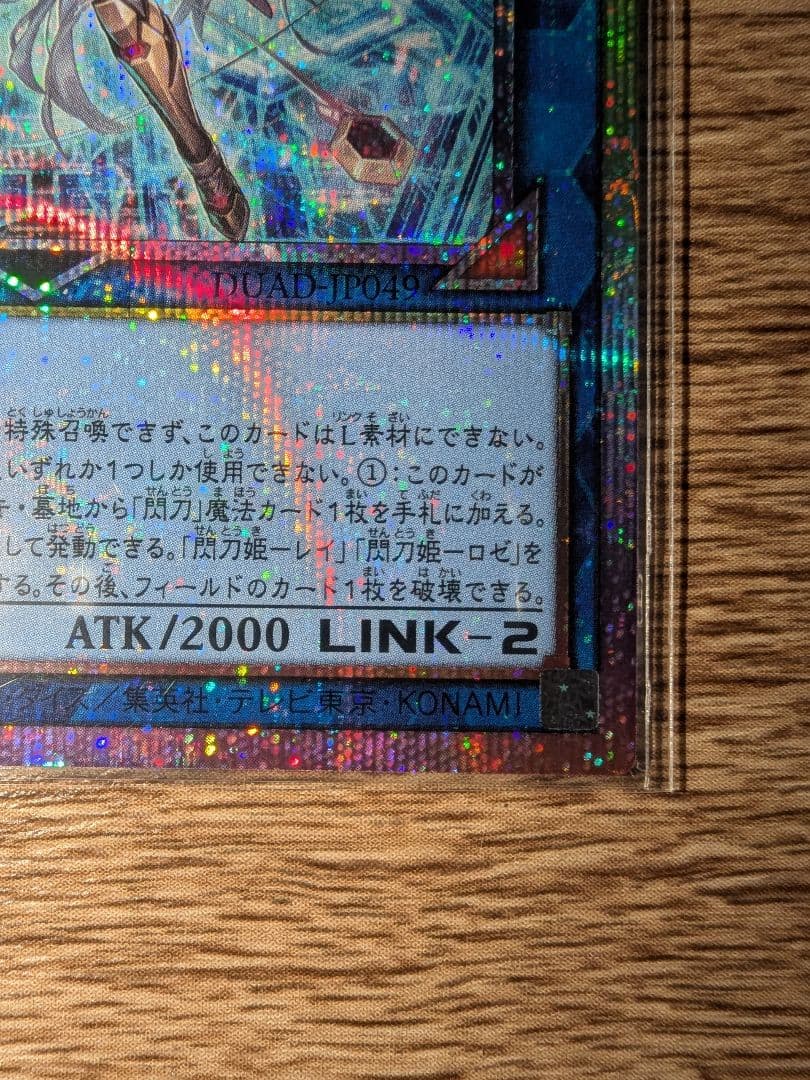 DUAD-JP049
特殊召喚できず、このカードはL素材にできない。
いずれか1つしか使用できない。①:このカードが
・墓地から「閃刀」魔法カード1枚を手札に加える。
して発動できる。「閃刀姫-レイ」「閃刀姫-ロゼ」を
する。その後、フィールドのカード1枚を破壊できる。
ATK/2000 LINK-2
ダイス/集英社・テレビ東京・KONAMI